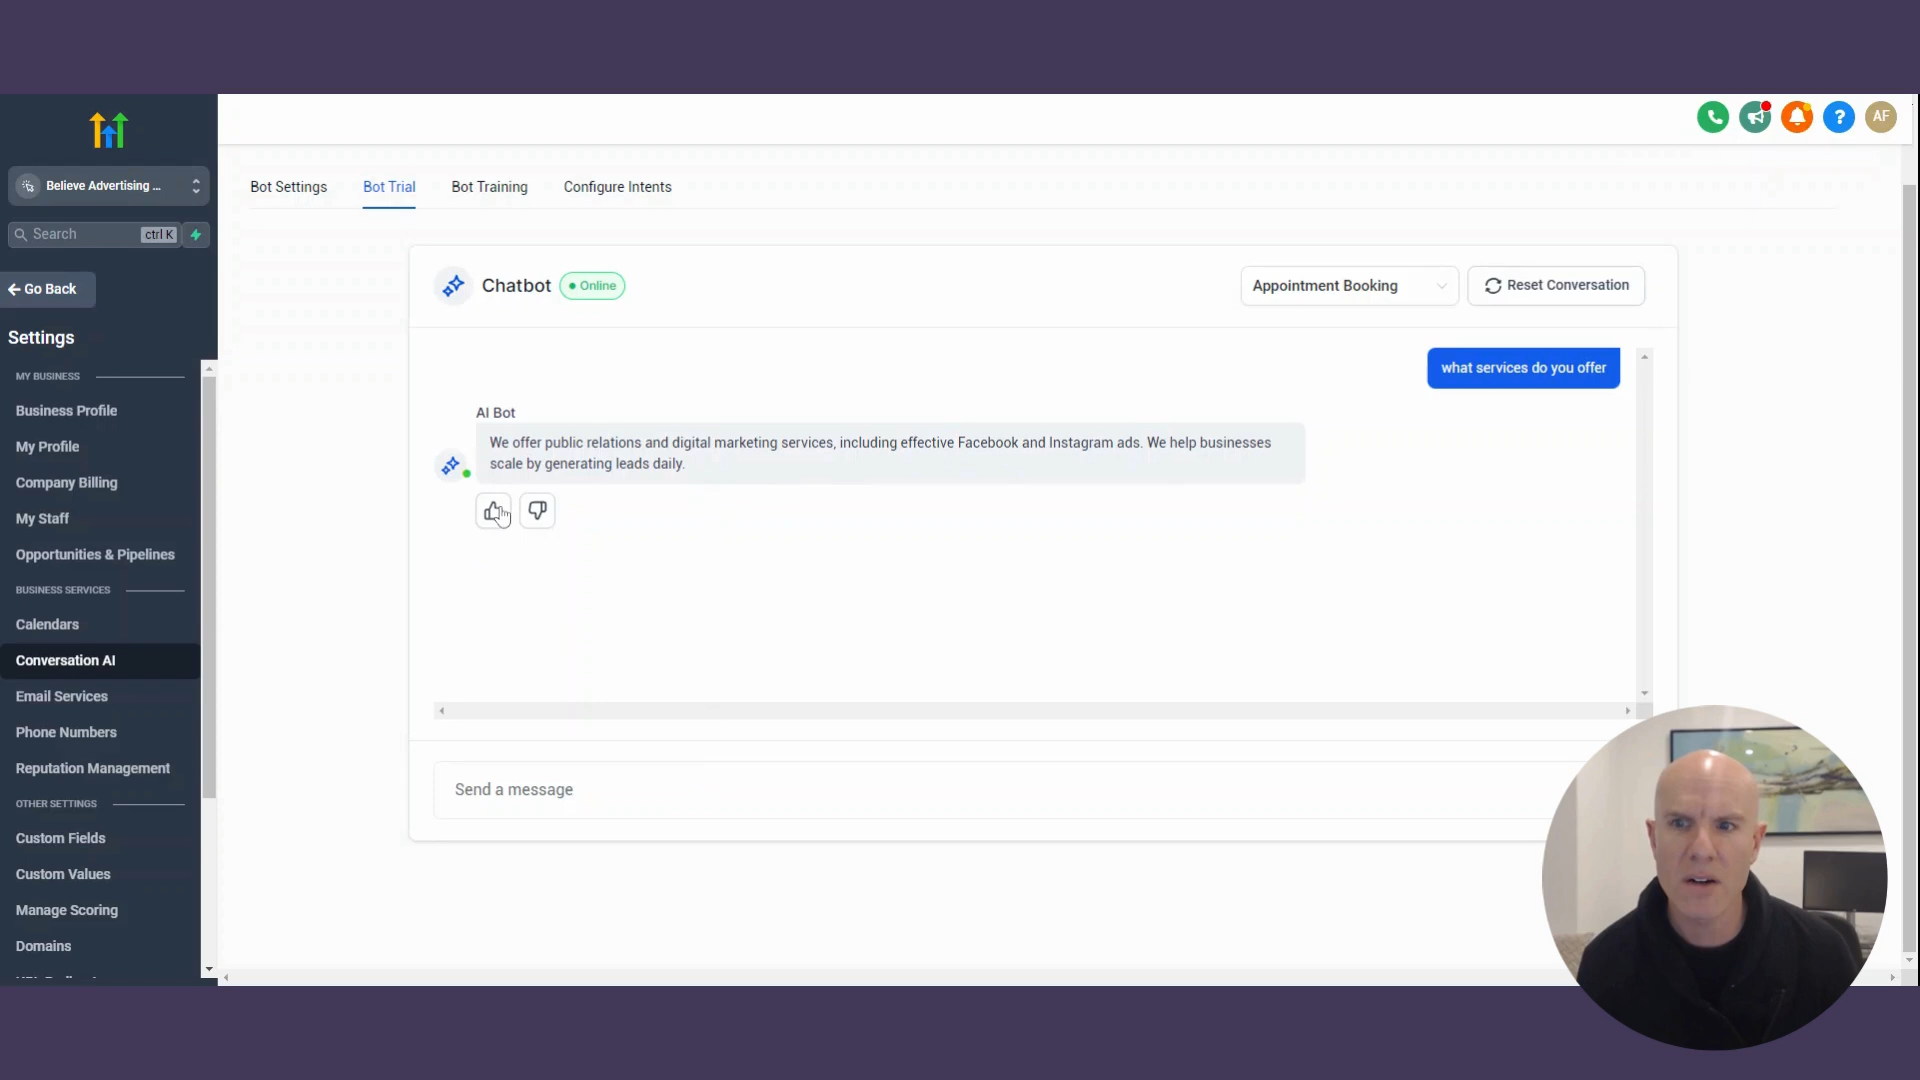 Believe Advertising ...
Search
ctrl K
Go Back
Settings
MY BUSINESS
Business Profile
My Profile
Company Billing
My Staff
Opportunities & Pipelines
BUSINESS SERVICES
Calendars
Conversation AI
Email Services
Phone Numbers
Reputation Management
OTHER SETTINGS
Custom Fields
Custom Values
Manage Scoring
Domains
?
AF
Bot Settings
Bot Trial
Bot Training
Configure Intents
Chatbot
Online
Appointment Booking
Reset Conversation
what services do you offer
AI Bot
We offer public relations and digital marketing services, including effective Facebook and Instagram ads. We help businesses
scale by generating leads daily.
Send a message